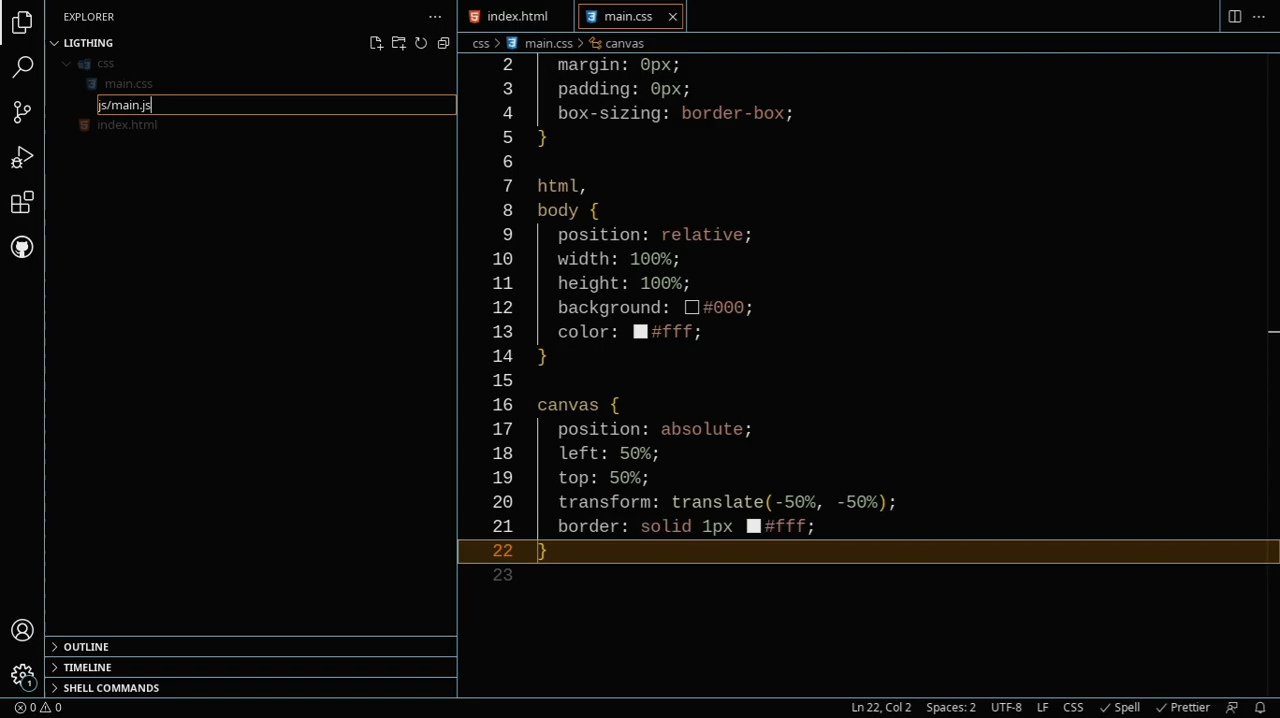 EXPLORER
LIGTHING
css
main.css
js/main.js
index.html
OUTLINE
TIMELINE
SHELL COMMANDS
index.html
main.css
css > main.css > canvas
2 margin: 0px;
3 padding: 0px;
4 box-sizing: border-box;
5 }
6
7 html,
8 body {
9 position: relative;
10 width: 100%;
11 height: 100%;
12 background: #000;
13 color: #fff;
14 }
15
16 canvas {
17 position: absolute;
18 left: 50%;
19 top: 50%;
20 transform: translate(-50%, -50%);
21 border: solid 1px #fff;
22 }
23
1
0 0 Ln 22, Col 2 Spaces: 2 UTF-8 LF CSS Spell Prettier